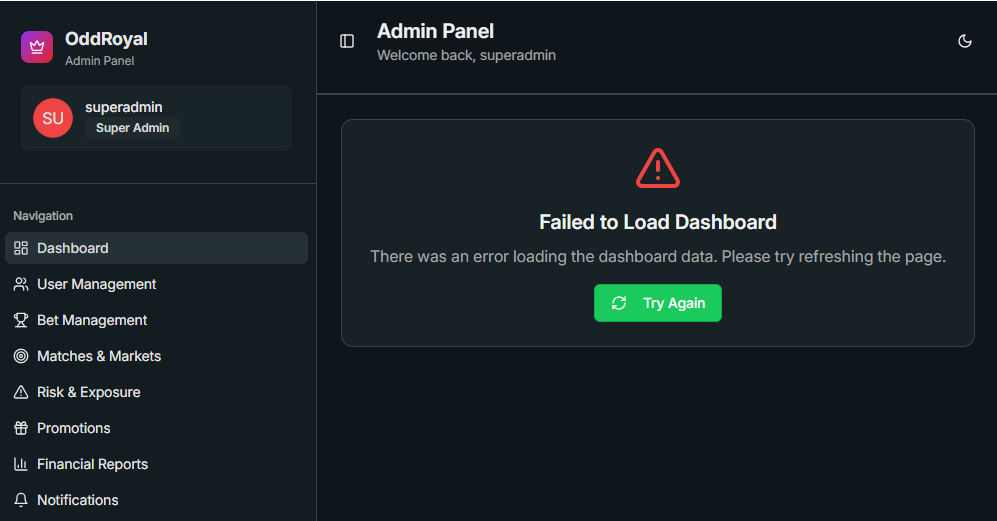 OddRoyal
Admin Panel
SU
superadmin
Super Admin
Navigation
Dashboard
User Management
Bet Management
Matches & Markets
Risk & Exposure
Promotions
Financial Reports
Notifications
Admin Panel
Welcome back, superadmin
Failed to Load Dashboard
There was an error loading the dashboard data. Please try refreshing the page.
Try Again